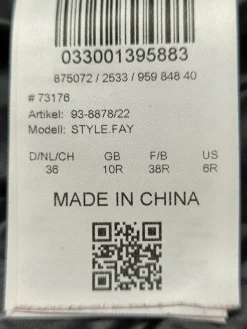 033001395883
875072 / 2533 / 959 848 40
# 73176
Artikel: 93-8878/22
Modell: STYLE.FAY
D/NL/CH GB F/B US
36 10R 38R 6R
MADE IN CHINA